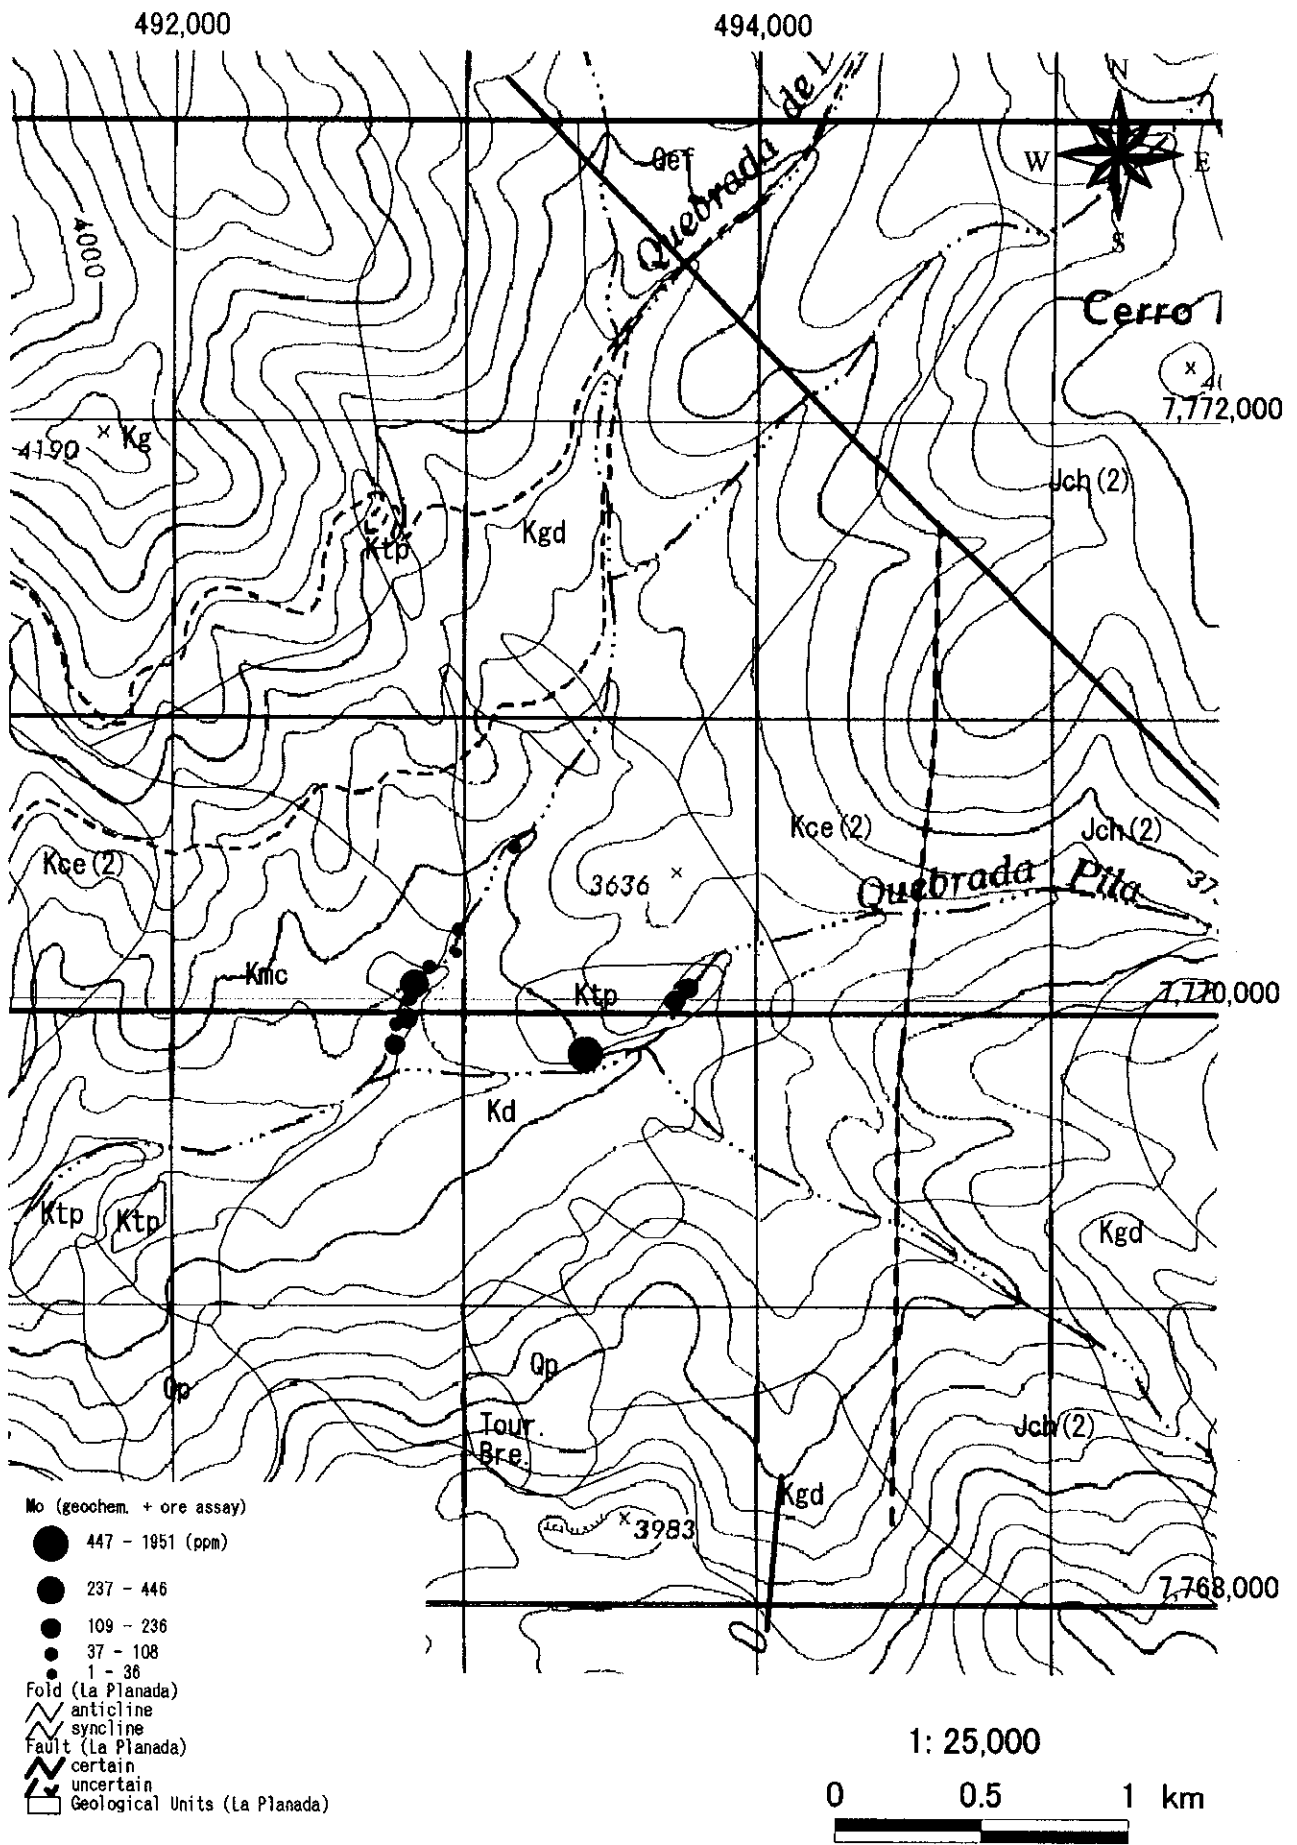 492,000
494,000
de
Quebrada
Qef
N
W
E
S
4000
Cerro
7,772,000
Kg
4190
Jch (2)
Kgd
Ktp
Kce (2)
Jch (2)
Kce (2)
3636
Quebrada Pila
37
Kmc
Ktp
7,770,000
Kd
Ktp
Ktp
Kgd
Qp
Qp
Tour.
Bre.
Jch (2)
Kgd
3983
7,768,000
Mo (geochem. + ore assay)
447 - 1951 (ppm)
237 - 446
109 - 236
37 - 108
1 - 36
Fold (La Planada)
anticline
syncline
Fault (La Planada)
certain
uncertain
Geological Units (La Planada)
1: 25,000
0 0.5 1 km